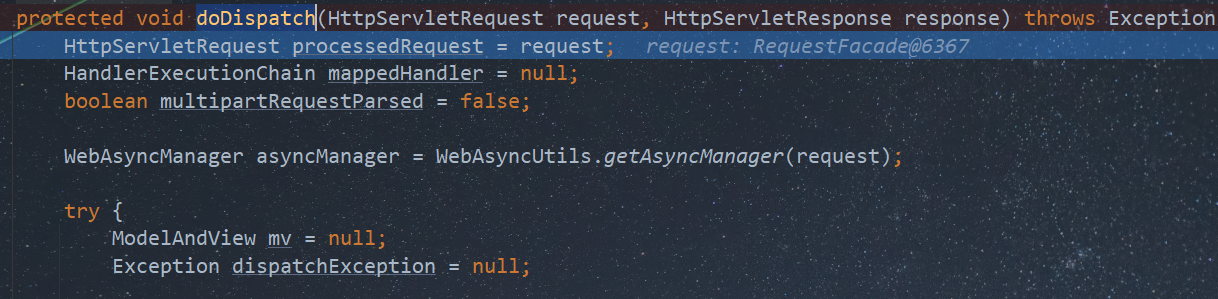 protected void doDispatch(HttpServletRequest request, HttpServletResponse response) throws Exception
HttpServletRequest processedRequest = request; request: RequestFacade@6367
HandlerExecutionChain mappedHandler = null;
boolean multipartRequestParsed = false;
WebAsyncManager asyncManager = WebAsyncUtils.getAsyncManager(request);
try {
ModelAndView mv = null;
Exception dispatchException = null;